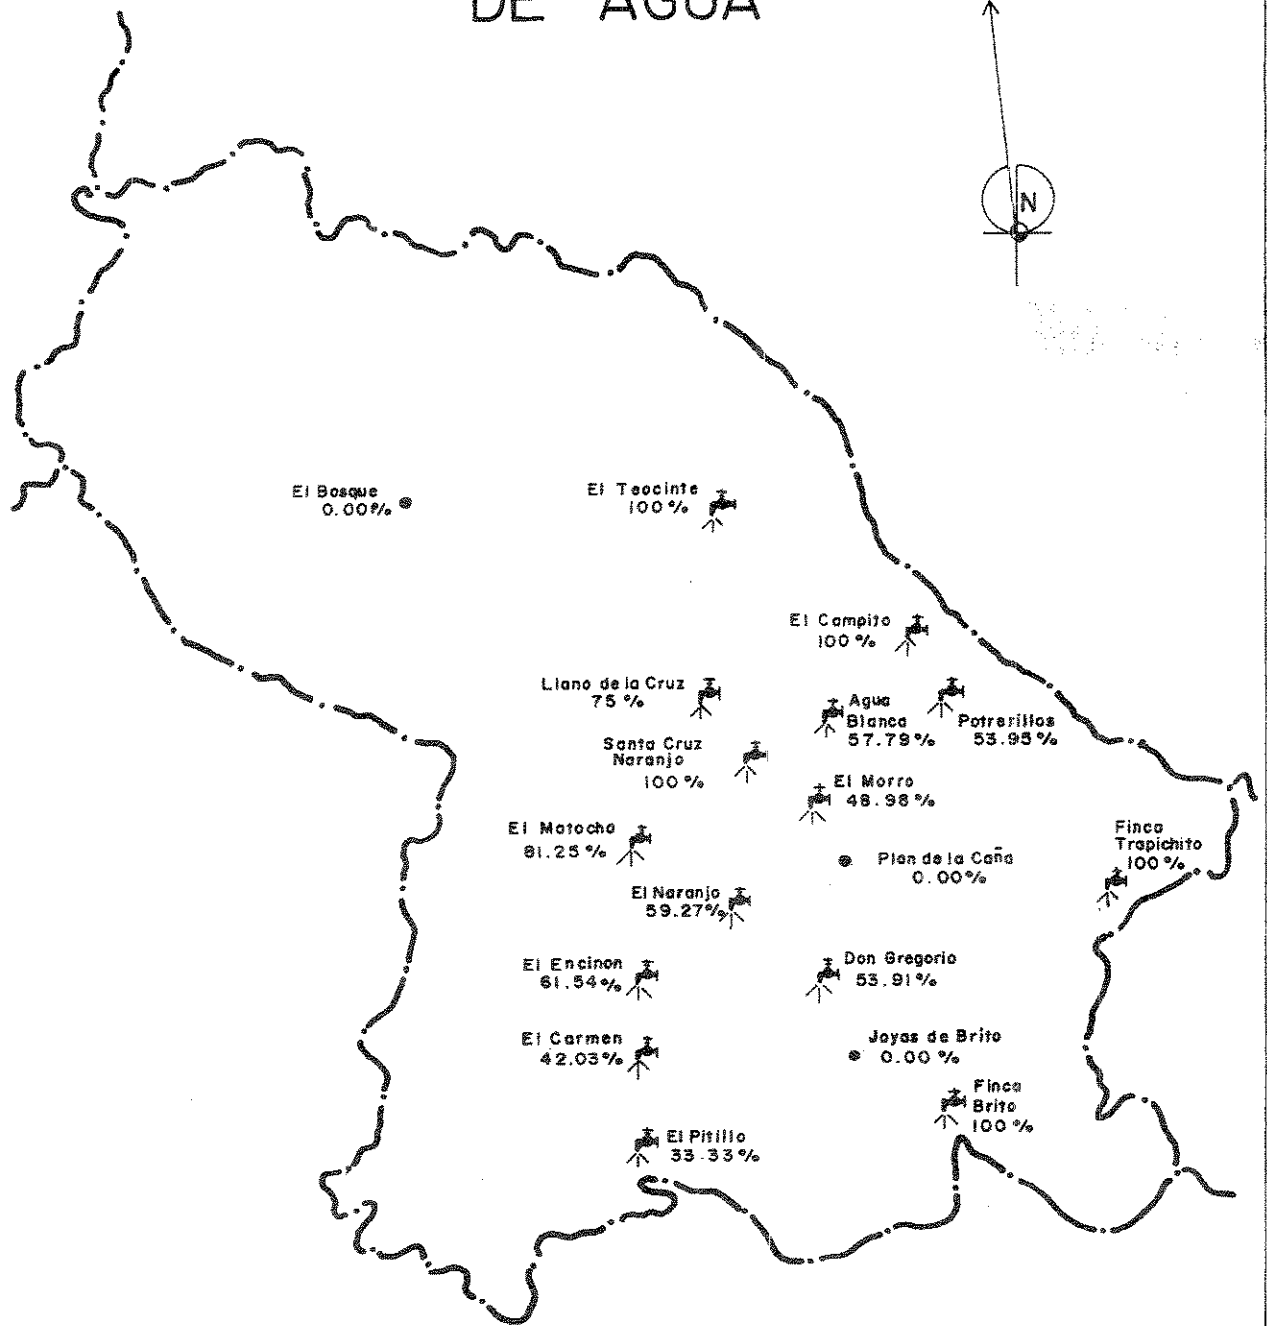 DE AGUA
N
El Bosque
0.00%
El Teocinte
100%
El Campito
100%
Llano de la Cruz
75%
Agua
Blanca
57.79%
Potrerillos
53.95%
Santa Cruz
Naranjo
100%
El Morro
48.98%
El Matocho
81.25%
Plan de la Caña
0.00%
Finca
Trapichito
100%
El Naranjo
59.27%
El Encinon
61.54%
Don Gregorio
53.91%
El Carmen
42.03%
Joyas de Brito
0.00%
Finca
Brito
100%
El Pitillo
33.33%